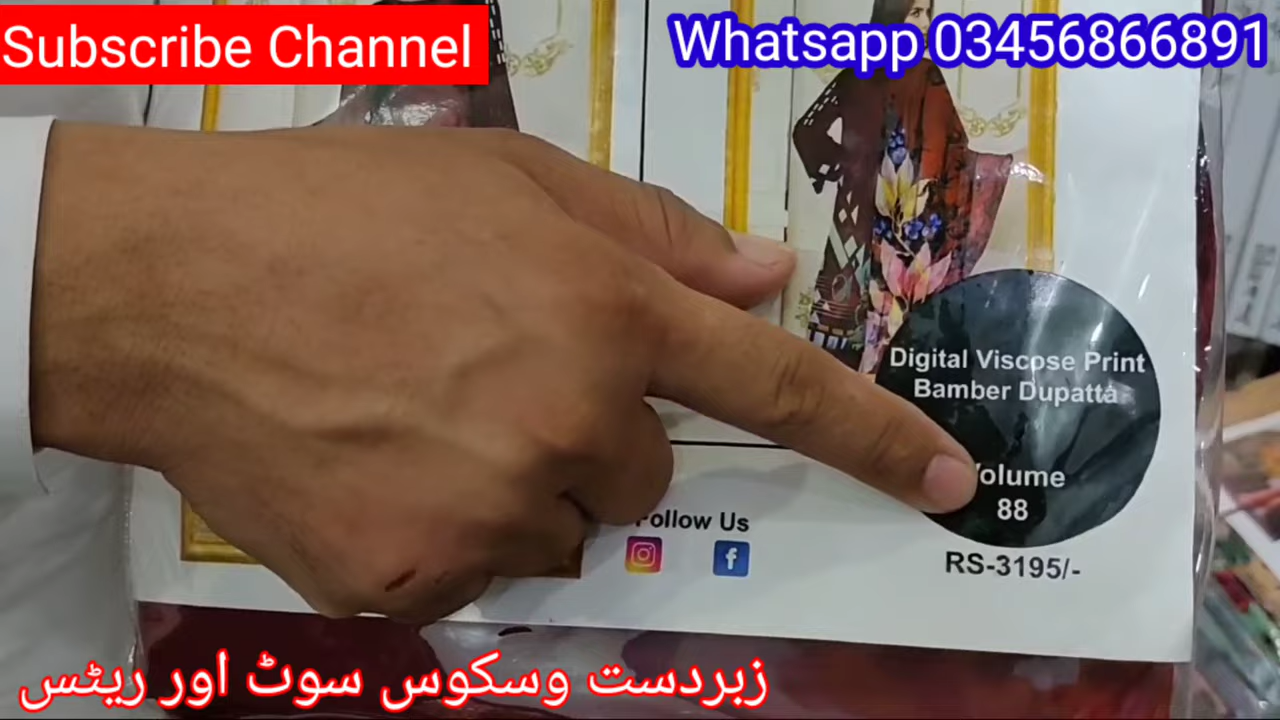 Subscribe Channel
Whatsapp 03456866891
Digital Viscose Print
Bamber Dupatta
Volume
88
RS-3195/-
Follow Us
زبردست وسکوس سوٹ اور ریٹس